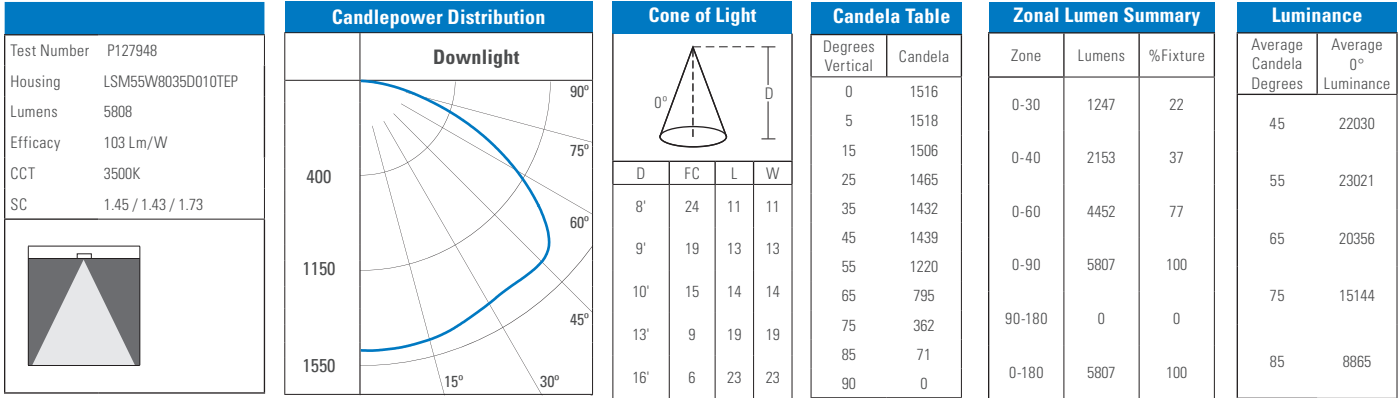 Test Number P127948
Housing LSM55W8035D010TEP
Lumens 5808
Efficacy 103 Lm/W
CCT 3500K
SC 1.45 / 1.43 / 1.73
Candlepower Distribution
Downlight
90º
75º
400
60º
1150
45º
1550
15º 30º
Cone of Light
0º D
D FC L W
8' 24 11 11
9' 19 13 13
10' 15 14 14
13' 9 19 19
16' 6 23 23
Candela Table
Degrees
Vertical
Candela
0 1516
5 1518
15 1506
25 1465
35 1432
45 1439
55 1220
65 795
75 362
85 71
90 0
Zonal Lumen Summary
Zone Lumens %Fixture
0-30 1247 22
0-40 2153 37
0-60 4452 77
0-90 5807 100
90-180 0 0
0-180 5807 100
Luminance
Average
Candela
Degrees
Average
0°
Luminance
45 22030
55 23021
65 20356
75 15144
85 8865